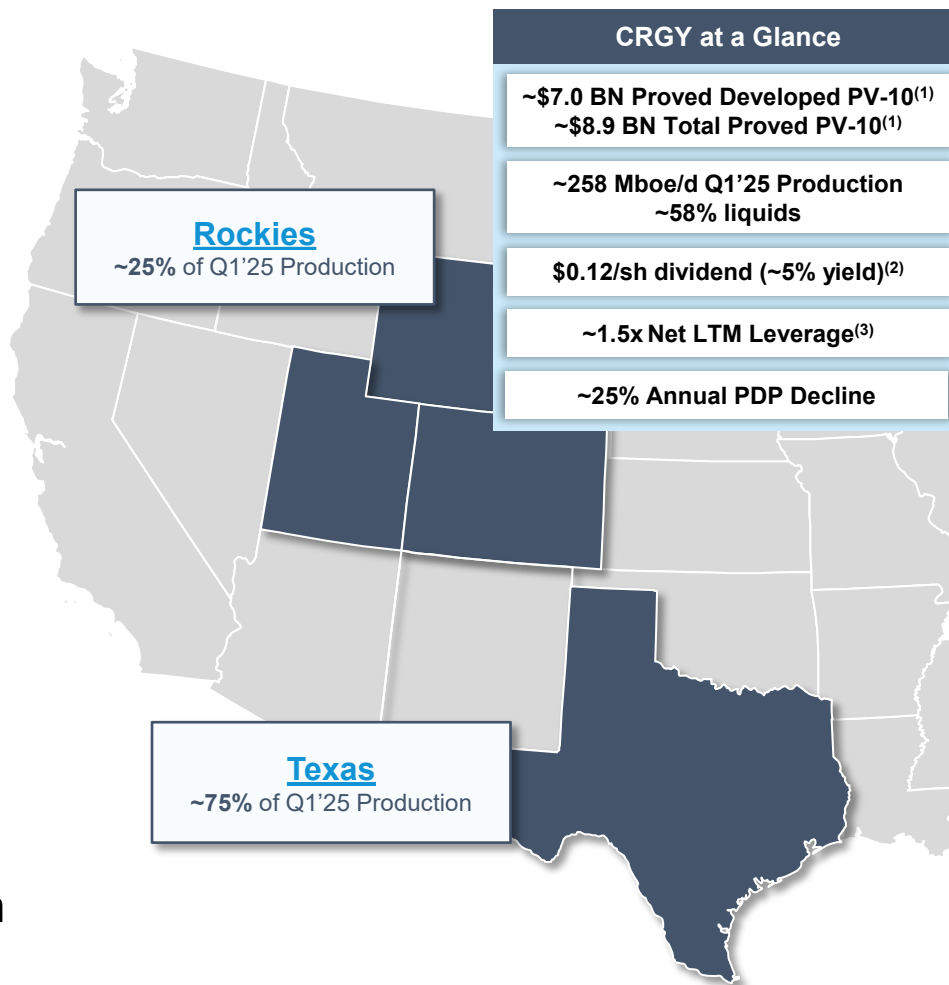 CRGY at a Glance
~$7.0 BN Proved Developed PV-10(1)
~$8.9 BN Total Proved PV-10(1)
~258 Mboe/d Q1'25 Production
~58% liquids
$0.12/sh dividend (~5% yield)(2)
~1.5x Net LTM Leverage(3)
~25% Annual PDP Decline
Rockies
~25% of Q1'25 Production
Texas
~75% of Q1'25 Production